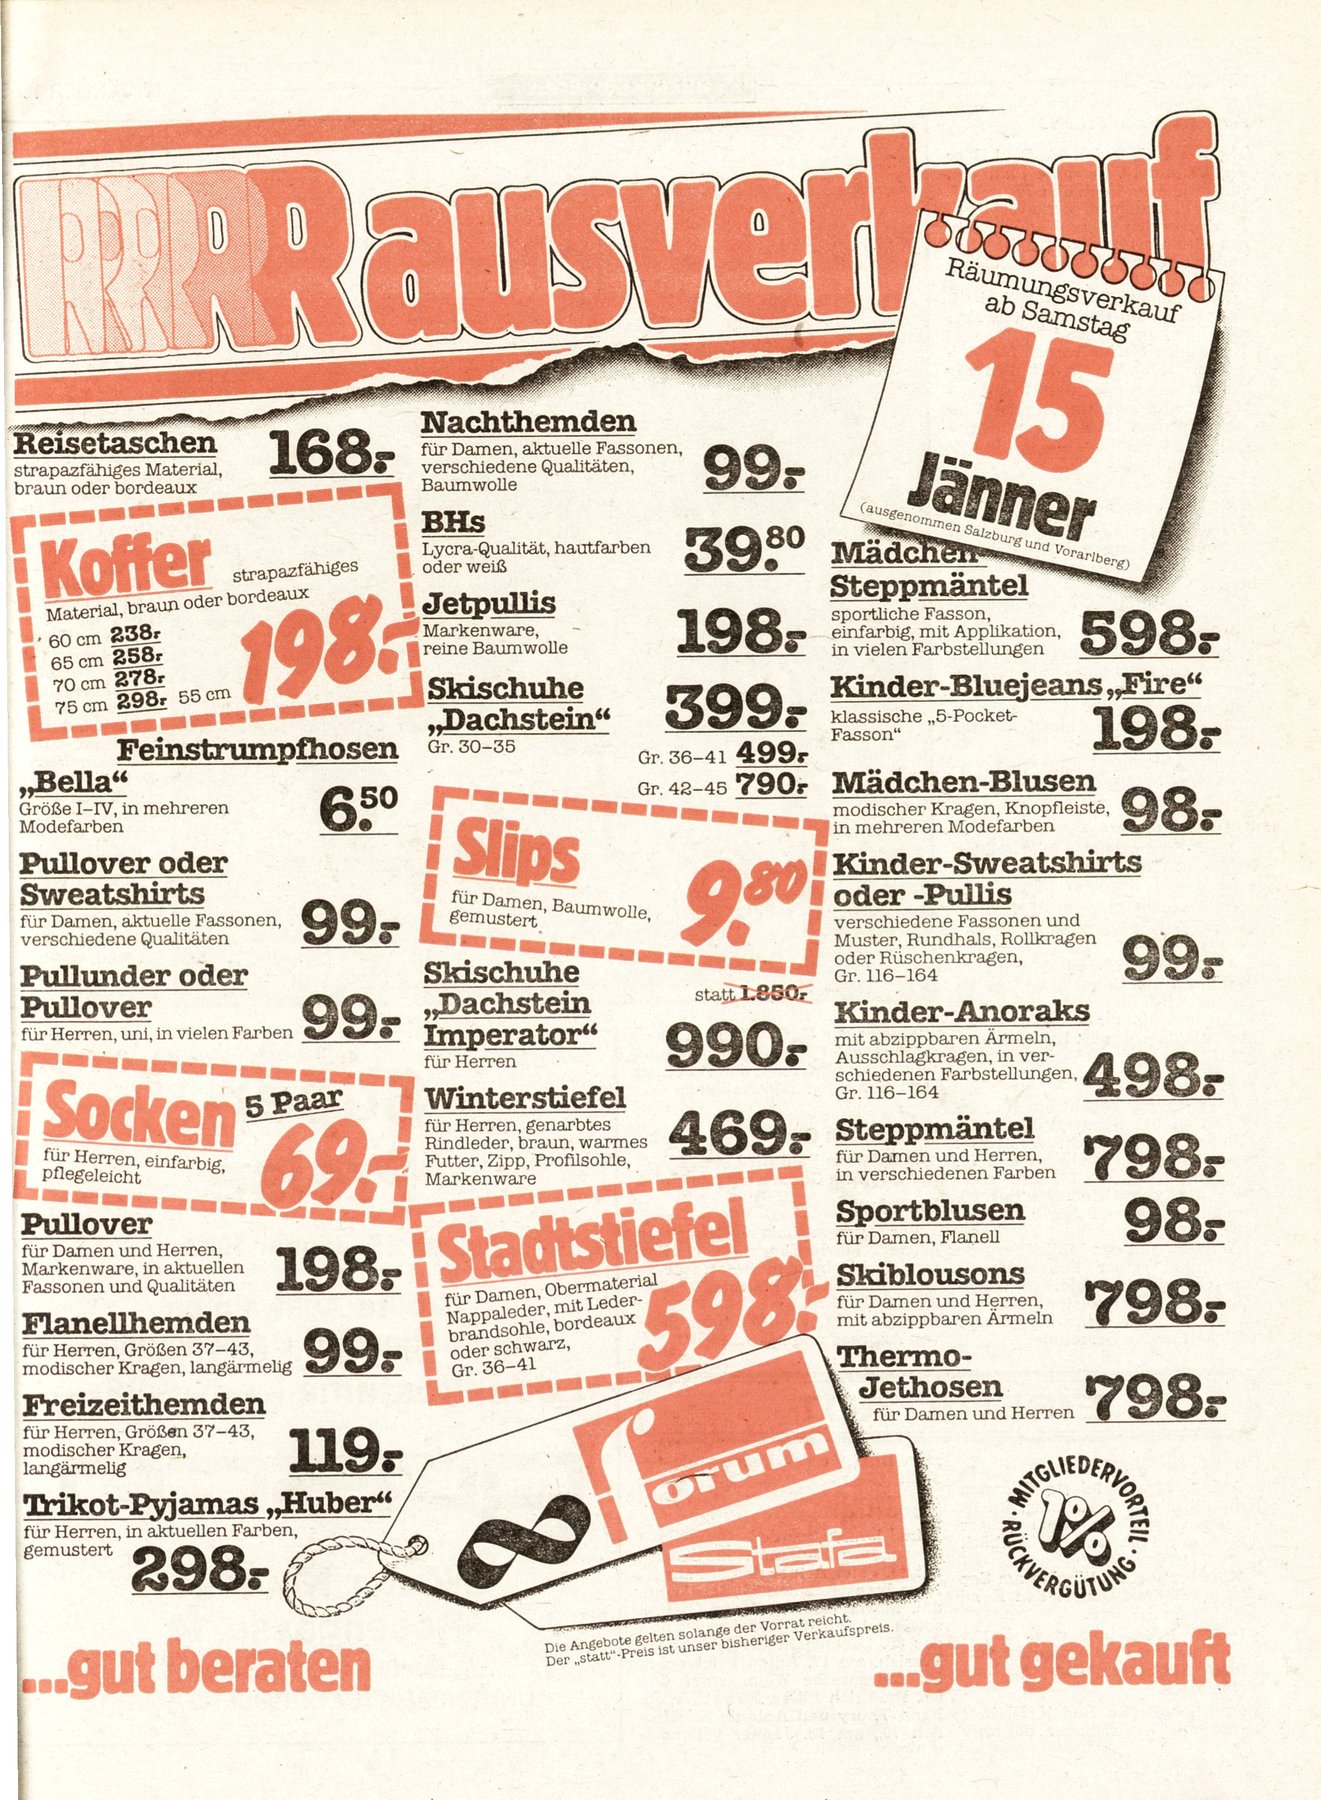 RRRRR ausverkauf
Räumungsverkauf
ab Samstag
15
Jänner
(ausgenommen Salzburg und Vorarlberg)
Reisetaschen
strapazfähiges Material,
braun oder bordeaux
168.-
Koffer strapazfähiges
Material, braun oder bordeaux
60 cm 238.-
65 cm 258.-
70 cm 278.-
75 cm 298.- 55 cm
198.-
Feinstrumpfhosen
„Bella“
Größe I–IV, in mehreren
Modefarben
6.50
Pullover oder
Sweatshirts
für Damen, aktuelle Fassonen,
verschiedene Qualitäten
99.-
Pullunder oder
Pullover
für Herren, uni, in vielen Farben
99.-
Socken 5 Paar
für Herren, einfarbig,
pflegeleicht
69.-
Pullover
für Damen und Herren,
Markenware, in aktuellen
Fassonen und Qualitäten
198.-
Flanellhemden
für Herren, Größen 37–43,
modischer Kragen, langärmelig
99.-
Freizeithemden
für Herren, Größen 37–43,
modischer Kragen,
langärmelig
119.-
Trikot-Pyjamas „Huber“
für Herren, in aktuellen Farben,
gemustert
298.-
Nachthemden
für Damen, aktuelle Fassonen,
verschiedene Qualitäten,
Baumwolle
99.-
BHs
Lycra-Qualität, hautfarben
oder weiß
39.80
Jetpullis
Markenware,
reine Baumwolle
198.-
Skischuhe
„Dachstein“
Gr. 30–35
399.-
Gr. 36–41 499.-
Gr. 42–45 790.-
Slips
für Damen, Baumwolle,
gemustert
9.80
Skischuhe
„Dachstein
Imperator“
für Herren
statt 1.850.-
990.-
Winterstiefel
für Herren, genarbtes
Rindleder, braun, warmes
Futter, Zipp, Profilsohle,
Markenware
469.-
Stadtstiefel
für Damen, Obermaterial
Nappaleder, mit Leder-
brandsohle, bordeaux
oder schwarz,
Gr. 36–41
598.-
Mädchen-
Steppmäntel
sportliche Fasson,
einfarbig, mit Applikation,
in vielen Farbstellungen
598.-
Kinder-Bluejeans „Fire“
klassische „5-Pocket-
Fasson“
198.-
Mädchen-Blusen
modischer Kragen, Knopfleiste,
in mehreren Modefarben
98.-
Kinder-Sweatshirts
oder -Pullis
verschiedene Fassonen und
Muster, Rundhals, Rollkragen
oder Rüschenkragen,
Gr. 116–164
99.-
Kinder-Anoraks
mit abzippbaren Ärmeln,
Ausschlagkragen, in ver-
schiedenen Farbstellungen,
Gr. 116–164
498.-
Steppmäntel
für Damen und Herren,
in verschiedenen Farben
798.-
Sportblusen
für Damen, Flanell
98.-
Skiblousons
für Damen und Herren,
mit abzippbaren Ärmeln
798.-
Thermo-
Jethosen
für Damen und Herren
798.-
forum
Stafa
MITGLIEDERVORTEIL
1%
RÜCKVERGÜTUNG
Die Angebote gelten solange der Vorrat reicht.
Der „statt“-Preis ist unser bisheriger Verkaufspreis.
...gut beraten
...gut gekauft